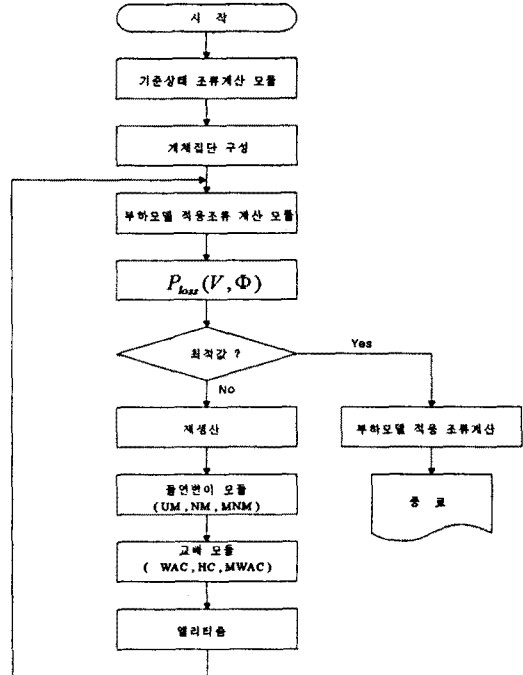 시 작
기준상태 조류계산 모듈
개체집단 구성
부하모델 적용조류 계산 모듈
P_loss (V, Φ)
최적값 ?
Yes
No
재생산
부하모델 적용 조류계산
돌연변이 모듈
(UM, NM, MNM)
종 료
교배 모듈
( WAC, HC, MWAC)
엘리티즘